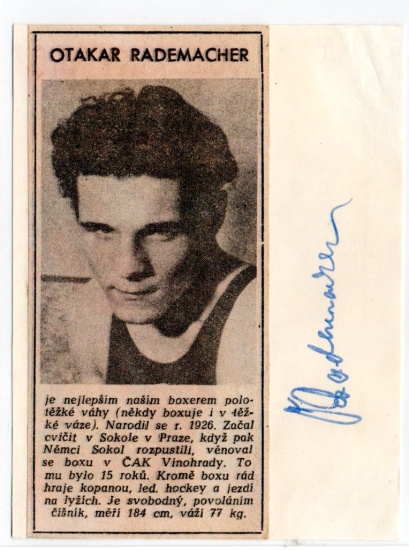 OTAKAR RADEMACHER
je nejlepším naším boxerem polo-
těžké váhy (někdy boxuje i v těž-
ké váze). Narodil se r. 1926. Začal
cvičit v Sokole v Praze, když pak
Němci Sokol rozpustili, věnoval
se boxu v ČAK Vinohrady. To
mu bylo 15 roků. Kromě boxu rád
hraje kopanou, led. hockey a jezdí
na lyžích. Je svobodný, povoláním
číšník, měří 184 cm, váží 77 kg.
Rademacher